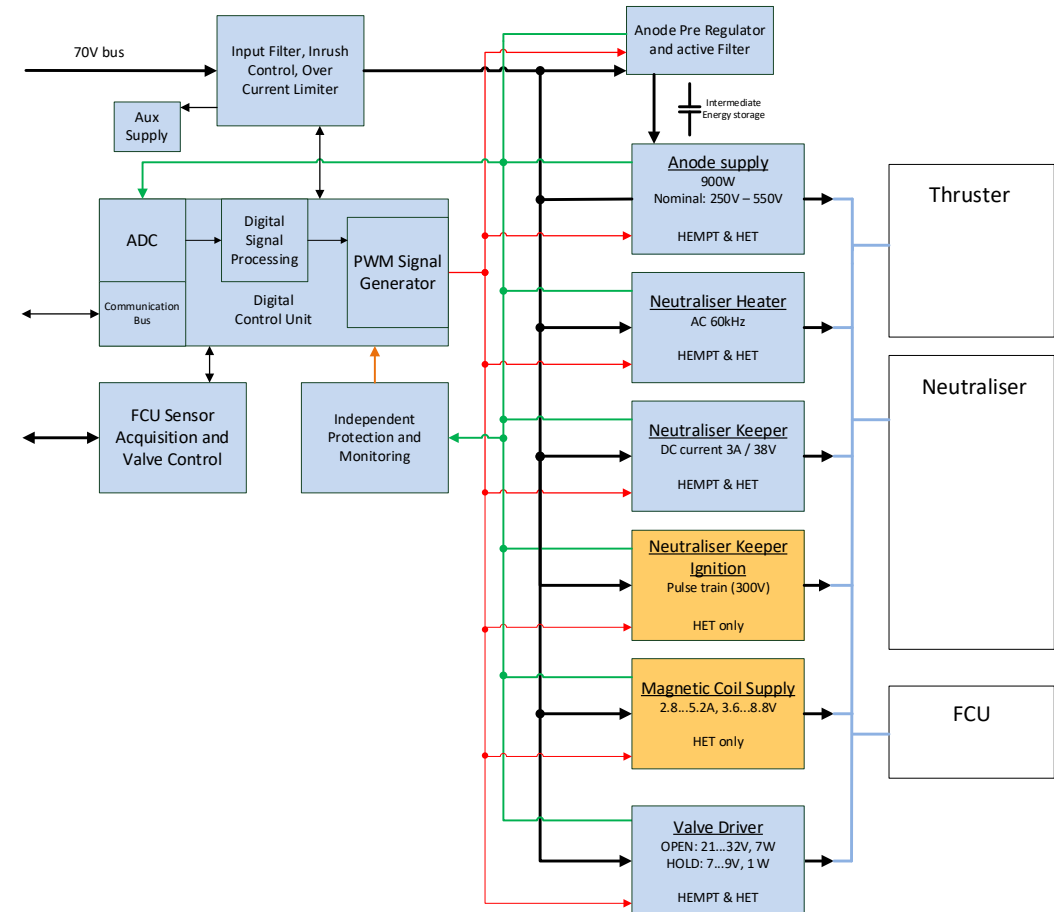 70V bus
Input Filter, Inrush
Control, Over
Current Limiter
Anode Pre Regulator
and active Filter
Intermediate
Energy storage
Aux
Supply
Anode supply
900W
Nominal: 250V – 550V
HEMPT & HET
Thruster
ADC
Digital
Signal
Processing
PWM Signal
Generator
Communication
Bus
Digital
Control Unit
Neutraliser Heater
AC 60kHz
HEMPT & HET
Neutraliser
FCU Sensor
Acquisition and
Valve Control
Independent
Protection and
Monitoring
Neutraliser Keeper
DC current 3A / 38V
HEMPT & HET
Neutraliser Keeper
Ignition
Pulse train (300V)
HET only
Magnetic Coil Supply
2.8...5.2A, 3.6...8.8V
HET only
FCU
Valve Driver
OPEN: 21...32V, 7W
HOLD: 7...9V, 1 W
HEMPT & HET